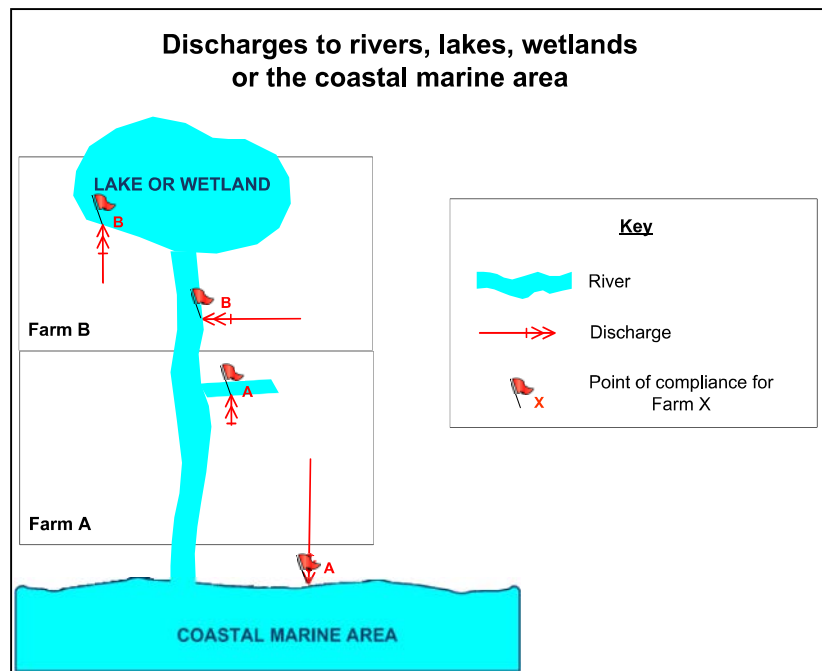 Discharges to rivers, lakes, wetlands
or the coastal marine area
LAKE OR WETLAND
B
B
Farm B
A
Farm A
A
COASTAL MARINE AREA
Key
River
Discharge
X
Point of compliance for
Farm X